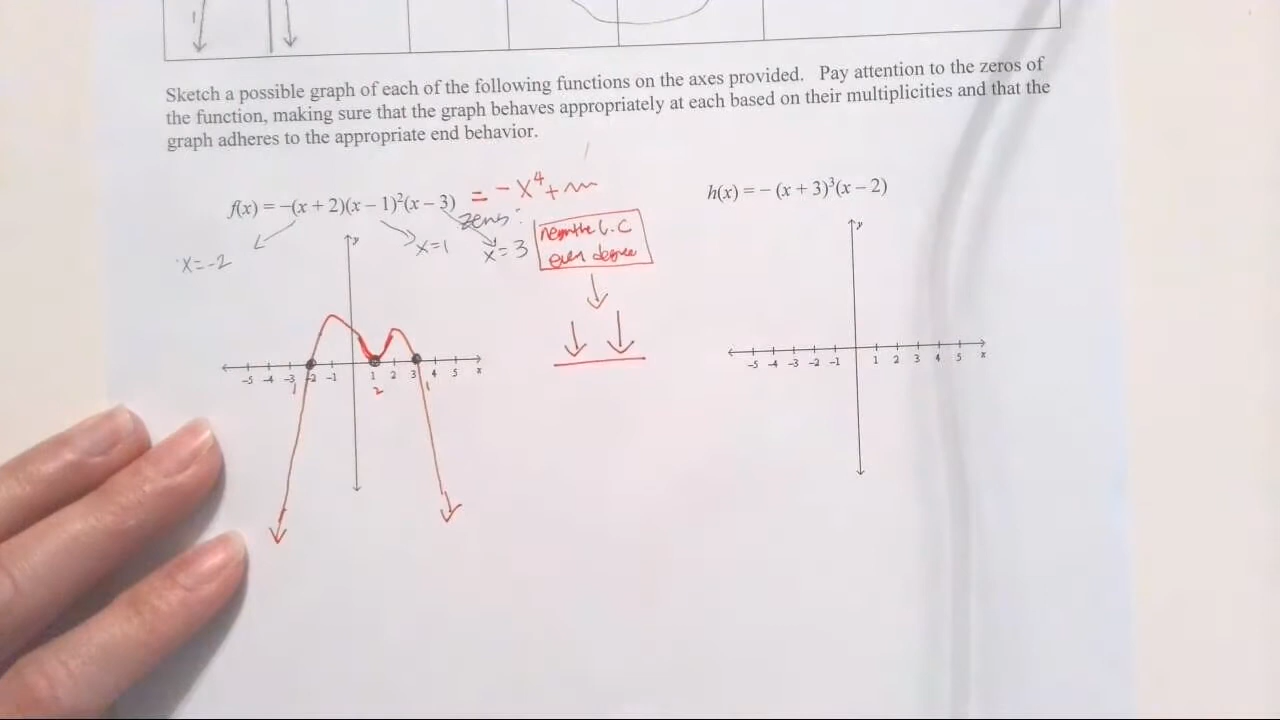 Sketch a possible graph of each of the following functions on the axes provided. Pay attention to the zeros of
the function, making sure that the graph behaves appropriately at each based on their multiplicities and that the
graph adheres to the appropriate end behavior.
f(x) = −(x + 2)(x − 1)²(x − 3) = -x⁴ +
zeros:
x=-2
x=1
x=3
negative L.C
even degree
y
-5 -4 -3 -2 -1 1 2 3 4 5 x
1 2 1
h(x) = − (x + 3)³(x − 2)
y
-5 -4 -3 -2 -1 1 2 3 4 5 x